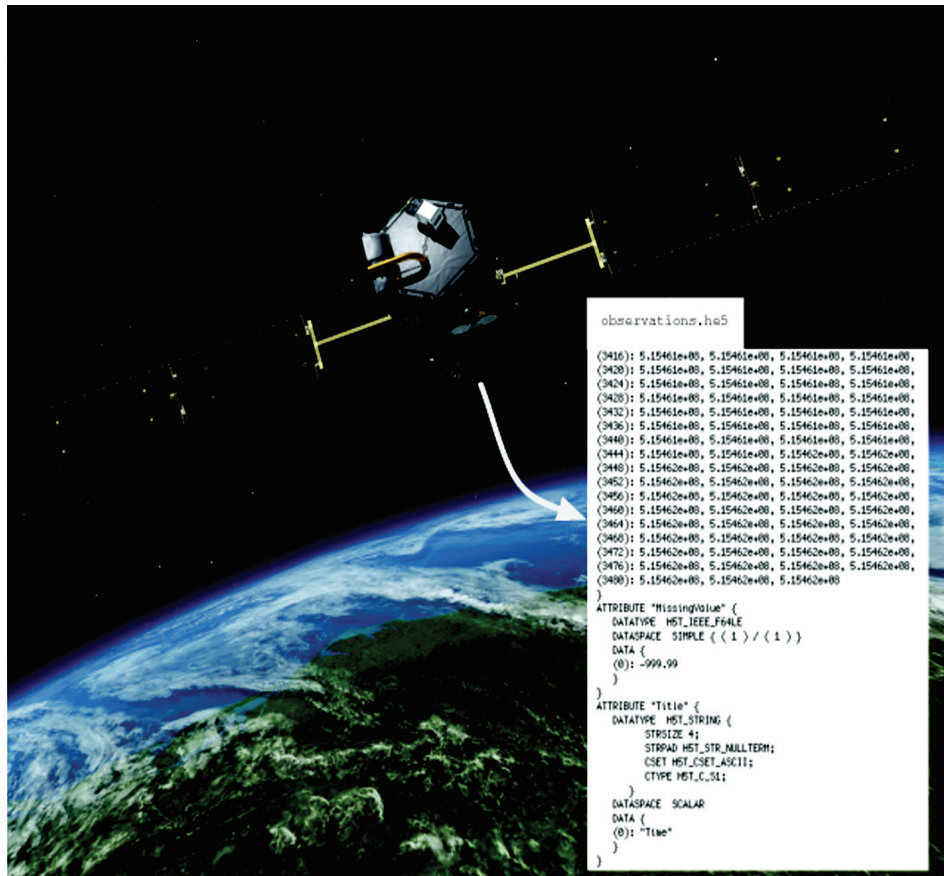 observations.he5
(3416): 5.15461e+08, 5.15461e+08, 5.15461e+08, 5.15461e+08,
(3420): 5.15461e+08, 5.15461e+08, 5.15461e+08, 5.15461e+08,
(3424): 5.15461e+08, 5.15461e+08, 5.15461e+08, 5.15461e+08,
(3428): 5.15461e+08, 5.15461e+08, 5.15461e+08, 5.15461e+08,
(3432): 5.15461e+08, 5.15461e+08, 5.15461e+08, 5.15461e+08,
(3436): 5.15461e+08, 5.15461e+08, 5.15461e+08, 5.15461e+08,
(3440): 5.15461e+08, 5.15461e+08, 5.15461e+08, 5.15461e+08,
(3444): 5.15461e+08, 5.15461e+08, 5.15461e+08, 5.15461e+08,
(3448): 5.15462e+08, 5.15462e+08, 5.15462e+08, 5.15462e+08,
(3452): 5.15462e+08, 5.15462e+08, 5.15462e+08, 5.15462e+08,
(3456): 5.15462e+08, 5.15462e+08, 5.15462e+08, 5.15462e+08,
(3460): 5.15462e+08, 5.15462e+08, 5.15462e+08, 5.15462e+08,
(3464): 5.15462e+08, 5.15462e+08, 5.15462e+08, 5.15462e+08,
(3468): 5.15462e+08, 5.15462e+08, 5.15462e+08, 5.15462e+08,
(3472): 5.15462e+08, 5.15462e+08, 5.15462e+08, 5.15462e+08,
(3476): 5.15462e+08, 5.15462e+08, 5.15462e+08, 5.15462e+08,
(3480): 5.15462e+08, 5.15462e+08, 5.15462e+08
}
ATTRIBUTE "MissingValue" {
DATATYPE H5T_IEEE_F64LE
DATASPACE SIMPLE { ( 1 ) / ( 1 ) }
DATA {
(0): -999.99
}
}
ATTRIBUTE "Title" {
DATATYPE H5T_STRING {
STRSIZE 4;
STRPAD H5T_STR_NULLTERM;
CSET H5T_CSET_ASCII;
CTYPE H5T_C_S1;
}
DATASPACE SCALAR
DATA {
(0): "Time"
}
}